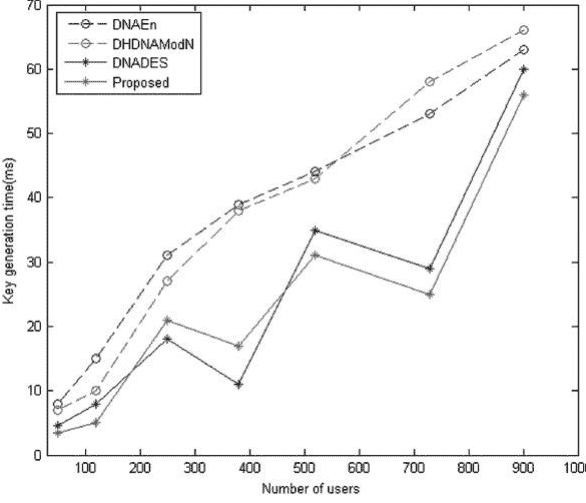 70
60
50
40
30
20
10
0
Key generation time(ms)
DNAEn
DHDNAModN
DNADES
Proposed
100 200 300 400 500 600 700 800 900 1000
Number of users